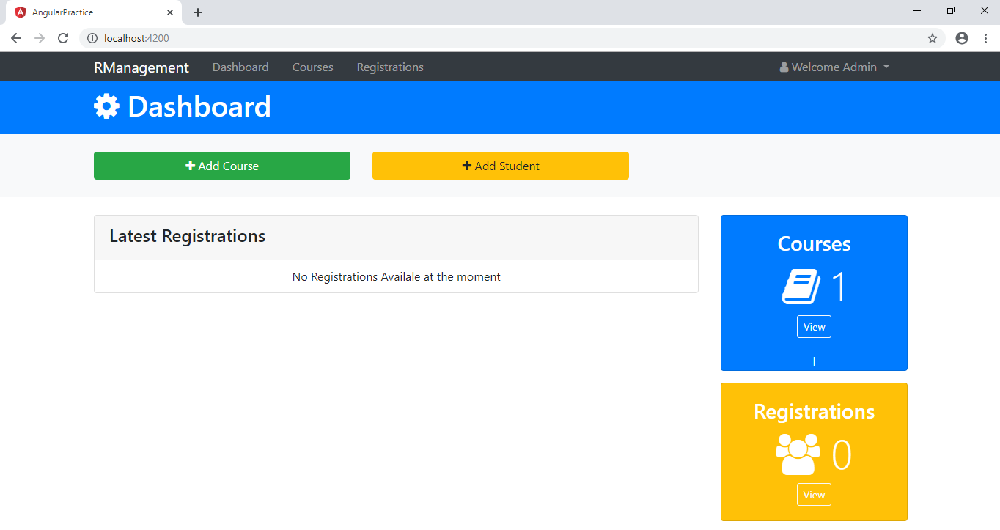 AngularPractice
localhost:4200
RManagement Dashboard Courses Registrations Welcome Admin
Dashboard
Add Course Add Student
Latest Registrations
No Registrations Availale at the moment
Courses
1
View
l
Registrations
0
View